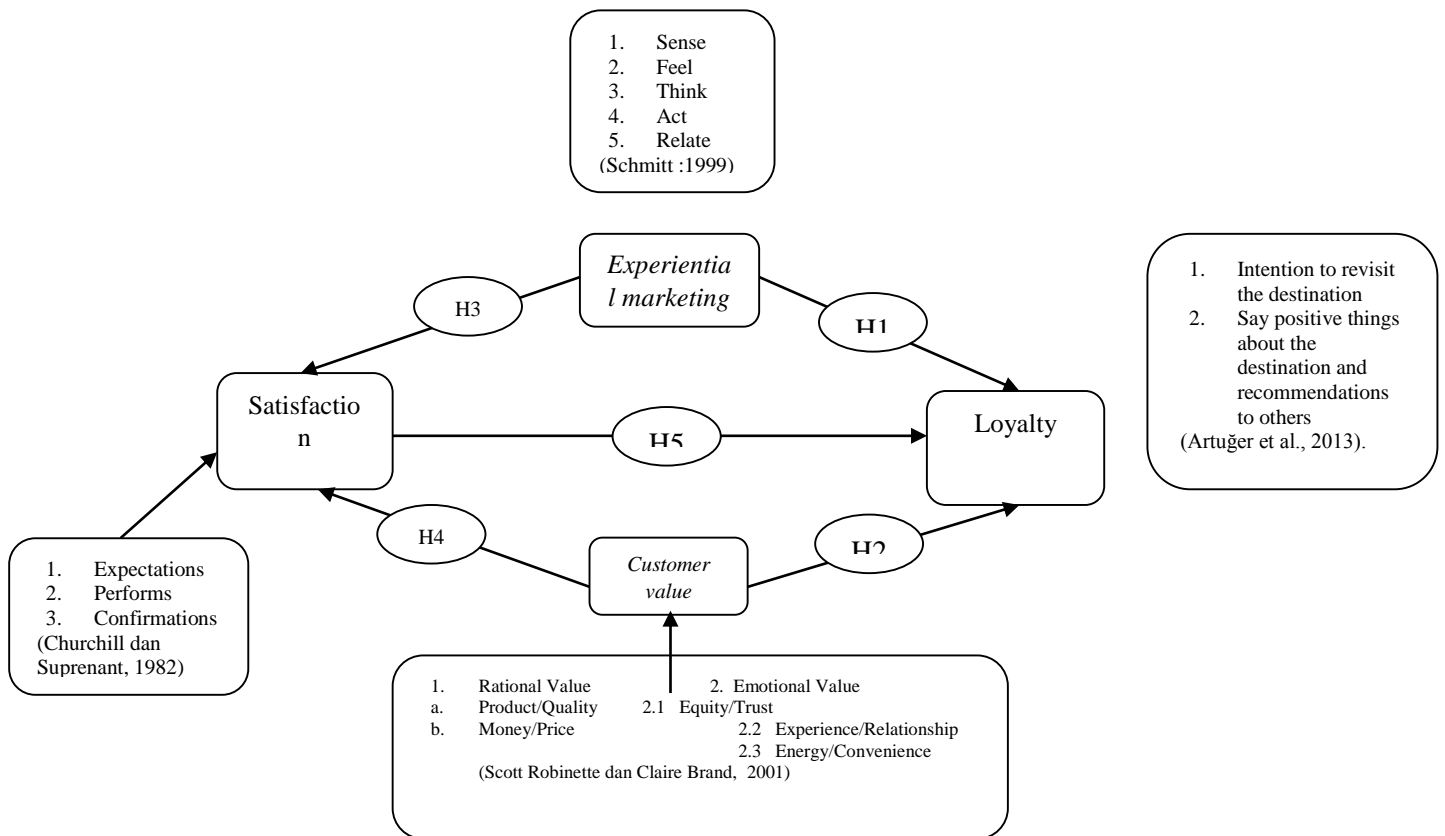 1. Sense
2. Feel
3. Think
4. Act
5. Relate
(Schmitt :1999)
Experientia
l marketing
H3
H1
1. Intention to revisit
the destination
2. Say positive things
about the
destination and
recommendations
to others
(Artuğer et al., 2013).
Satisfactio
n
H5
Loyalty
H4
H2
Customer
value
1. Expectations
2. Performs
3. Confirmations
(Churchill dan
Suprenant, 1982)
1. Rational Value 2. Emotional Value
a. Product/Quality 2.1 Equity/Trust
b. Money/Price 2.2 Experience/Relationship
2.3 Energy/Convenience
(Scott Robinette dan Claire Brand, 2001)